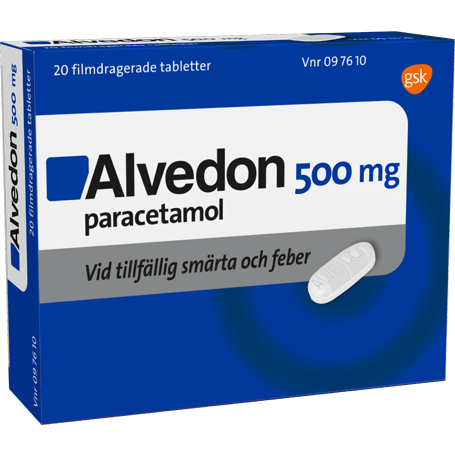 20 filmdragerade tabletter
Vnr 09 76 10
gsk
Alvedon 500 mg
paracetamol
Vid tillfällig smärta och feber
ALVEDON
Alvedon 500 mg
20 filmdragerade tabletter
Vnr 09 76 10